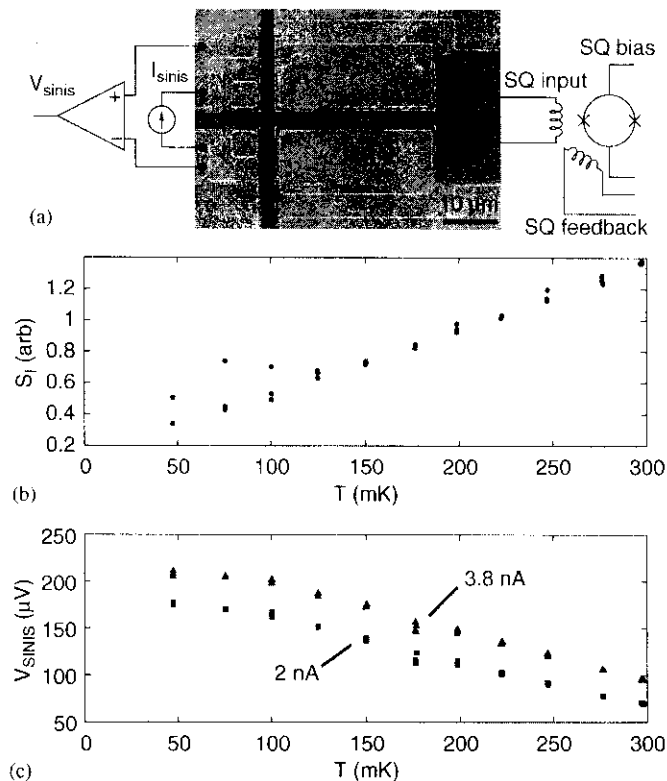 V_sinis
+
−
I_sinis
10 µm
SQ input
SQ bias
SQ feedback
(a)
S_I (arb)
1.2
1
0.8
0.6
0.4
0.2
0 50 100 150 200 250 300
T (mK)
(b)
V_SINIS (µV)
250
200
150
100
50
3.8 nA
2 nA
0 50 100 150 200 250 300
T (mK)
(c)